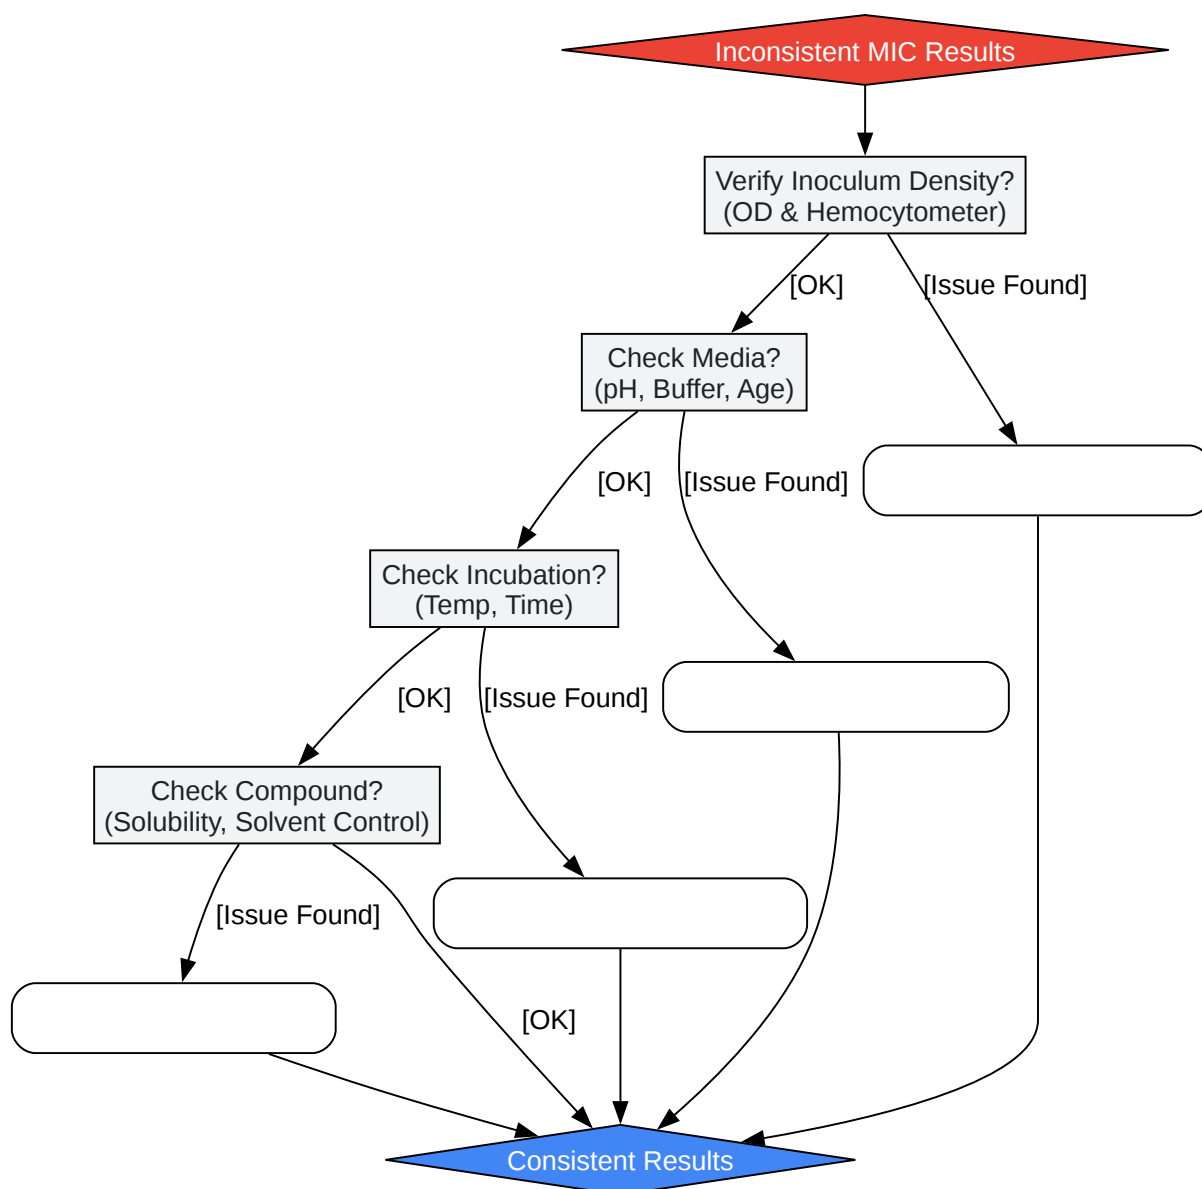 Inconsistent MIC Results
Verify Inoculum Density?
(OD & Hemocytometer)
[OK]
[Issue Found]
Check Media?
(pH, Buffer, Age)
[OK]
[Issue Found]
Check Incubation?
(Temp, Time)
[OK]
[Issue Found]
Check Compound?
(Solubility, Solvent Control)
[Issue Found]
[OK]
Consistent Results